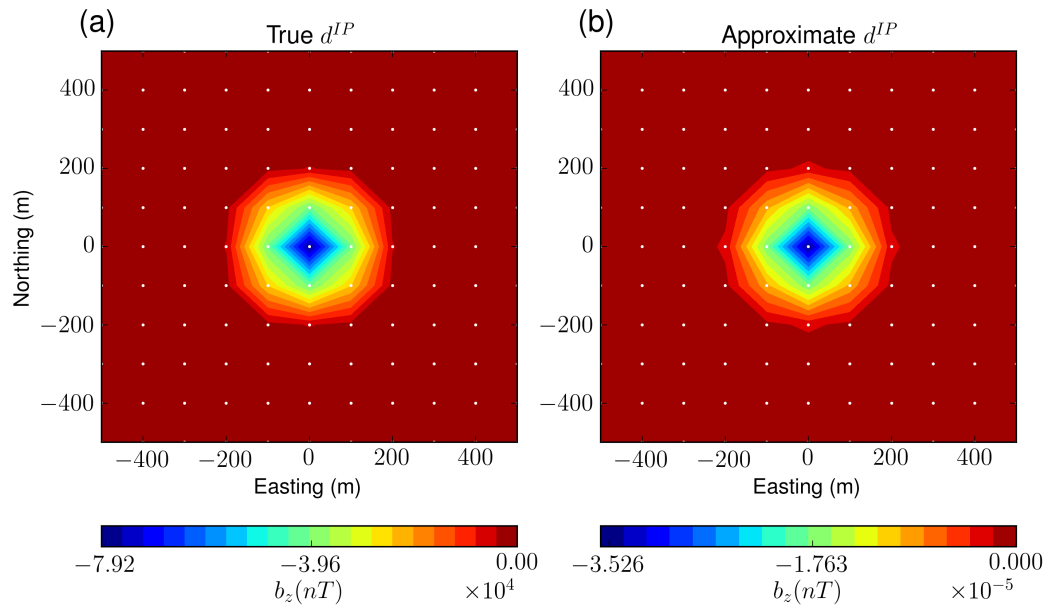 (a)
True d^{IP}
Northing (m)
400
200
0
−200
−400
−400 −200 0 200 400
Easting (m)
−7.92 −3.96 0.00
b_z(nT) ×10^4
(b)
Approximate d^{IP}
400
200
0
−200
−400
−400 −200 0 200 400
Easting (m)
−3.526 −1.763 0.000
b_z(nT) ×10^{-5}